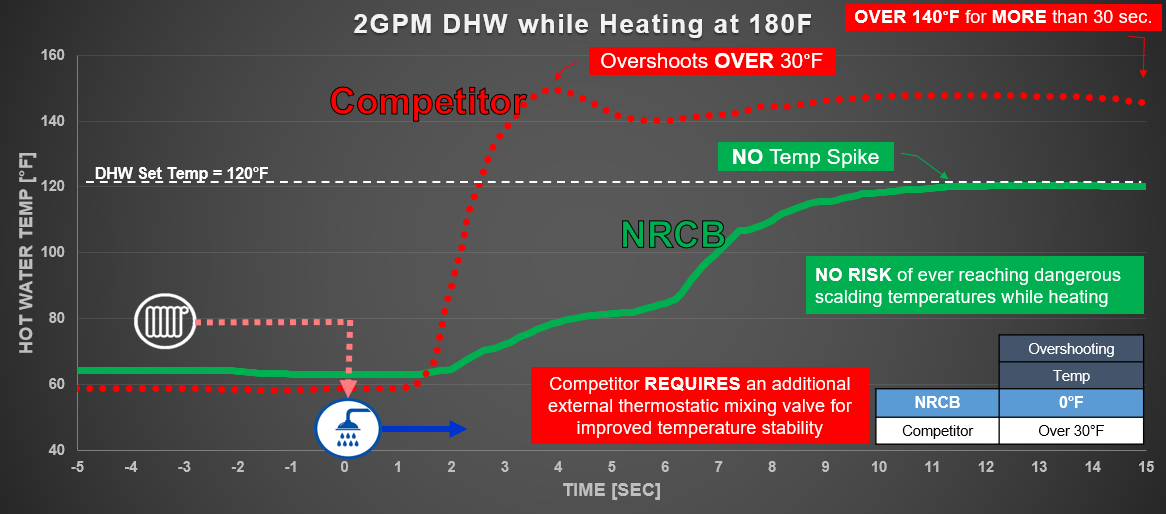 2GPM DHW while Heating at 180F
OVER 140°F for MORE than 30 sec.
Overshoots OVER 30°F
Competitor
NO Temp Spike
DHW Set Temp = 120°F
NRCB
NO RISK of ever reaching dangerous
scalding temperatures while heating
Competitor REQUIRES an additional
external thermostatic mixing valve for
improved temperature stability
Overshooting
Temp
NRCB 0°F
Competitor Over 30°F
HOT WATER TEMP [°F]
160
140
120
100
80
60
40
-5 -4 -3 -2 -1 0 1 2 3 4 5 6 7 8 9 10 11 12 13 14 15
TIME [SEC]